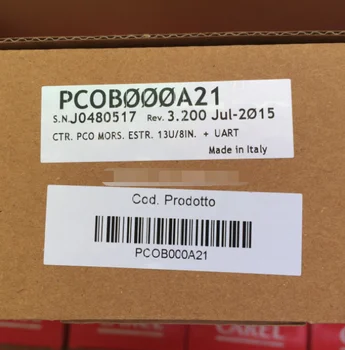 PCOBØØØA21
S.N.J0480517 Rev. 3.200 Jul-2Ø15
CTR. PCO MORS. ESTR. 13U/8IN. + UART
Made in Italy
Cod. Prodotto
PCOB000A21
CAREL